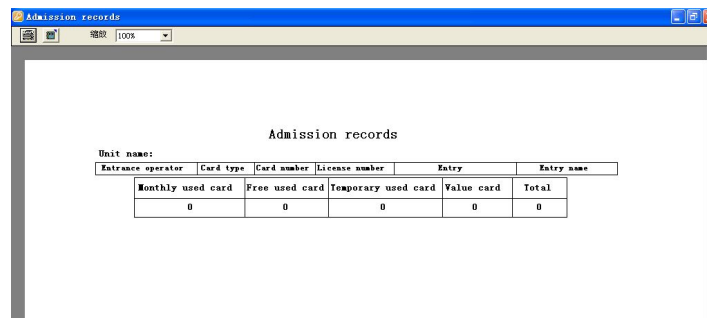 Admission records
缩放 100%
Admission records
Unit name:
Entrance operator Card type Card number License number Entry Entry name
Monthly used card Free used card Temporary used card Value card Total
0 0 0 0 0